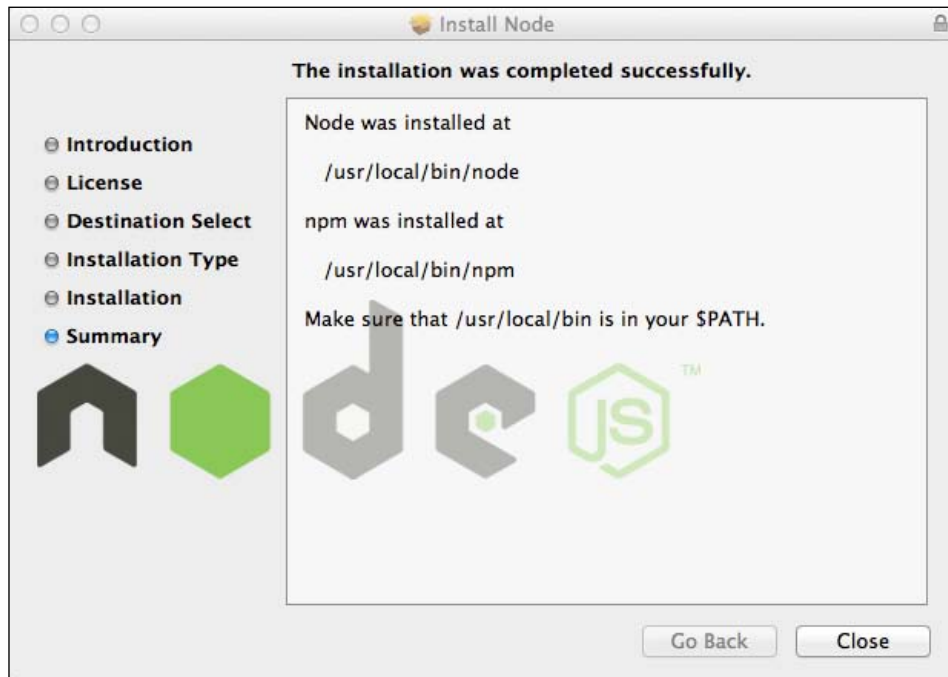 Install Node
The installation was completed successfully.
Introduction
License
Destination Select
Installation Type
Installation
Summary
Node was installed at
/usr/local/bin/node
npm was installed at
/usr/local/bin/npm
Make sure that /usr/local/bin is in your $PATH.
node JS TM
Go Back
Close